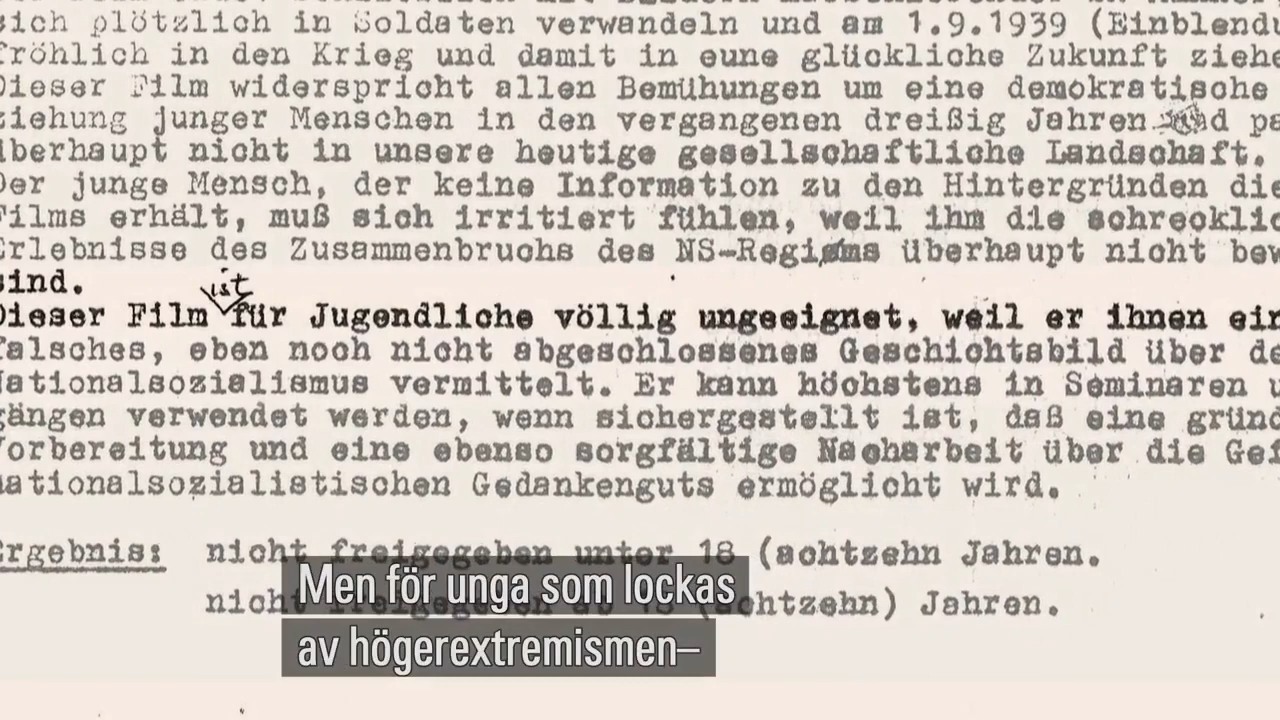 sich plötzlich in Soldaten verwandeln und am 1.9.1939 (Einblendu
fröhlich in den Krieg und damit in eune glückliche Zukunft ziehe
Dieser Film widerspricht allen Bemühungen um eine demokratische
ziehung junger Menschen in den vergangenen dreißig Jahren und pa
überhaupt nicht in unsere heutige gesellschaftliche Landschaft.
Der junge Mensch, der keine Information zu den Hintergründen die
Films erhält, muß sich irritiert fühlen, weil ihm die schrecklic
Erlebnisse des Zusammenbruchs des NS-Regims überhaupt nicht bew
sind.
ist
Dieser Film für Jugendliche völlig ungeeignet, weil er ihnen ein
falsches, eben noch nicht abgeschlossenes Geschichtsbild über de
Nationalsozialismus vermittelt. Er kann höchstens in Seminaren u
gängen verwendet werden, wenn sichergestellt ist, daß eine gründ
Vorbereitung und eine ebenso sorgfältige Nacharbeit über die Gef
nationalsozialistischen Gedankenguts ermöglicht wird.
Ergebnis: nicht freigegeben unter 18 (achtzehn Jahren.
nicht freigegeben ab 18 (achtzehn) Jahren.
Men för unga som lockas
av högerextremismen–